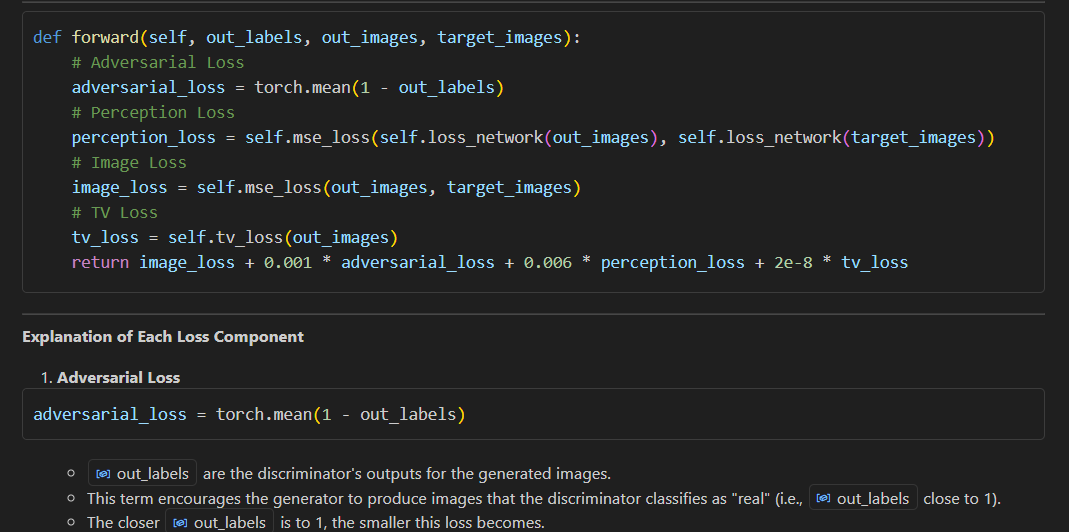 def forward(self, out_labels, out_images, target_images):
# Adversarial Loss
adversarial_loss = torch.mean(1 - out_labels)
# Perception Loss
perception_loss = self.mse_loss(self.loss_network(out_images), self.loss_network(target_images))
# Image Loss
image_loss = self.mse_loss(out_images, target_images)
# TV Loss
tv_loss = self.tv_loss(out_images)
return image_loss + 0.001 * adversarial_loss + 0.006 * perception_loss + 2e-8 * tv_loss
Explanation of Each Loss Component
1. Adversarial Loss
adversarial_loss = torch.mean(1 - out_labels)
out_labels are the discriminator's outputs for the generated images.
This term encourages the generator to produce images that the discriminator classifies as "real" (i.e., out_labels close to 1).
The closer out_labels is to 1, the smaller this loss becomes.